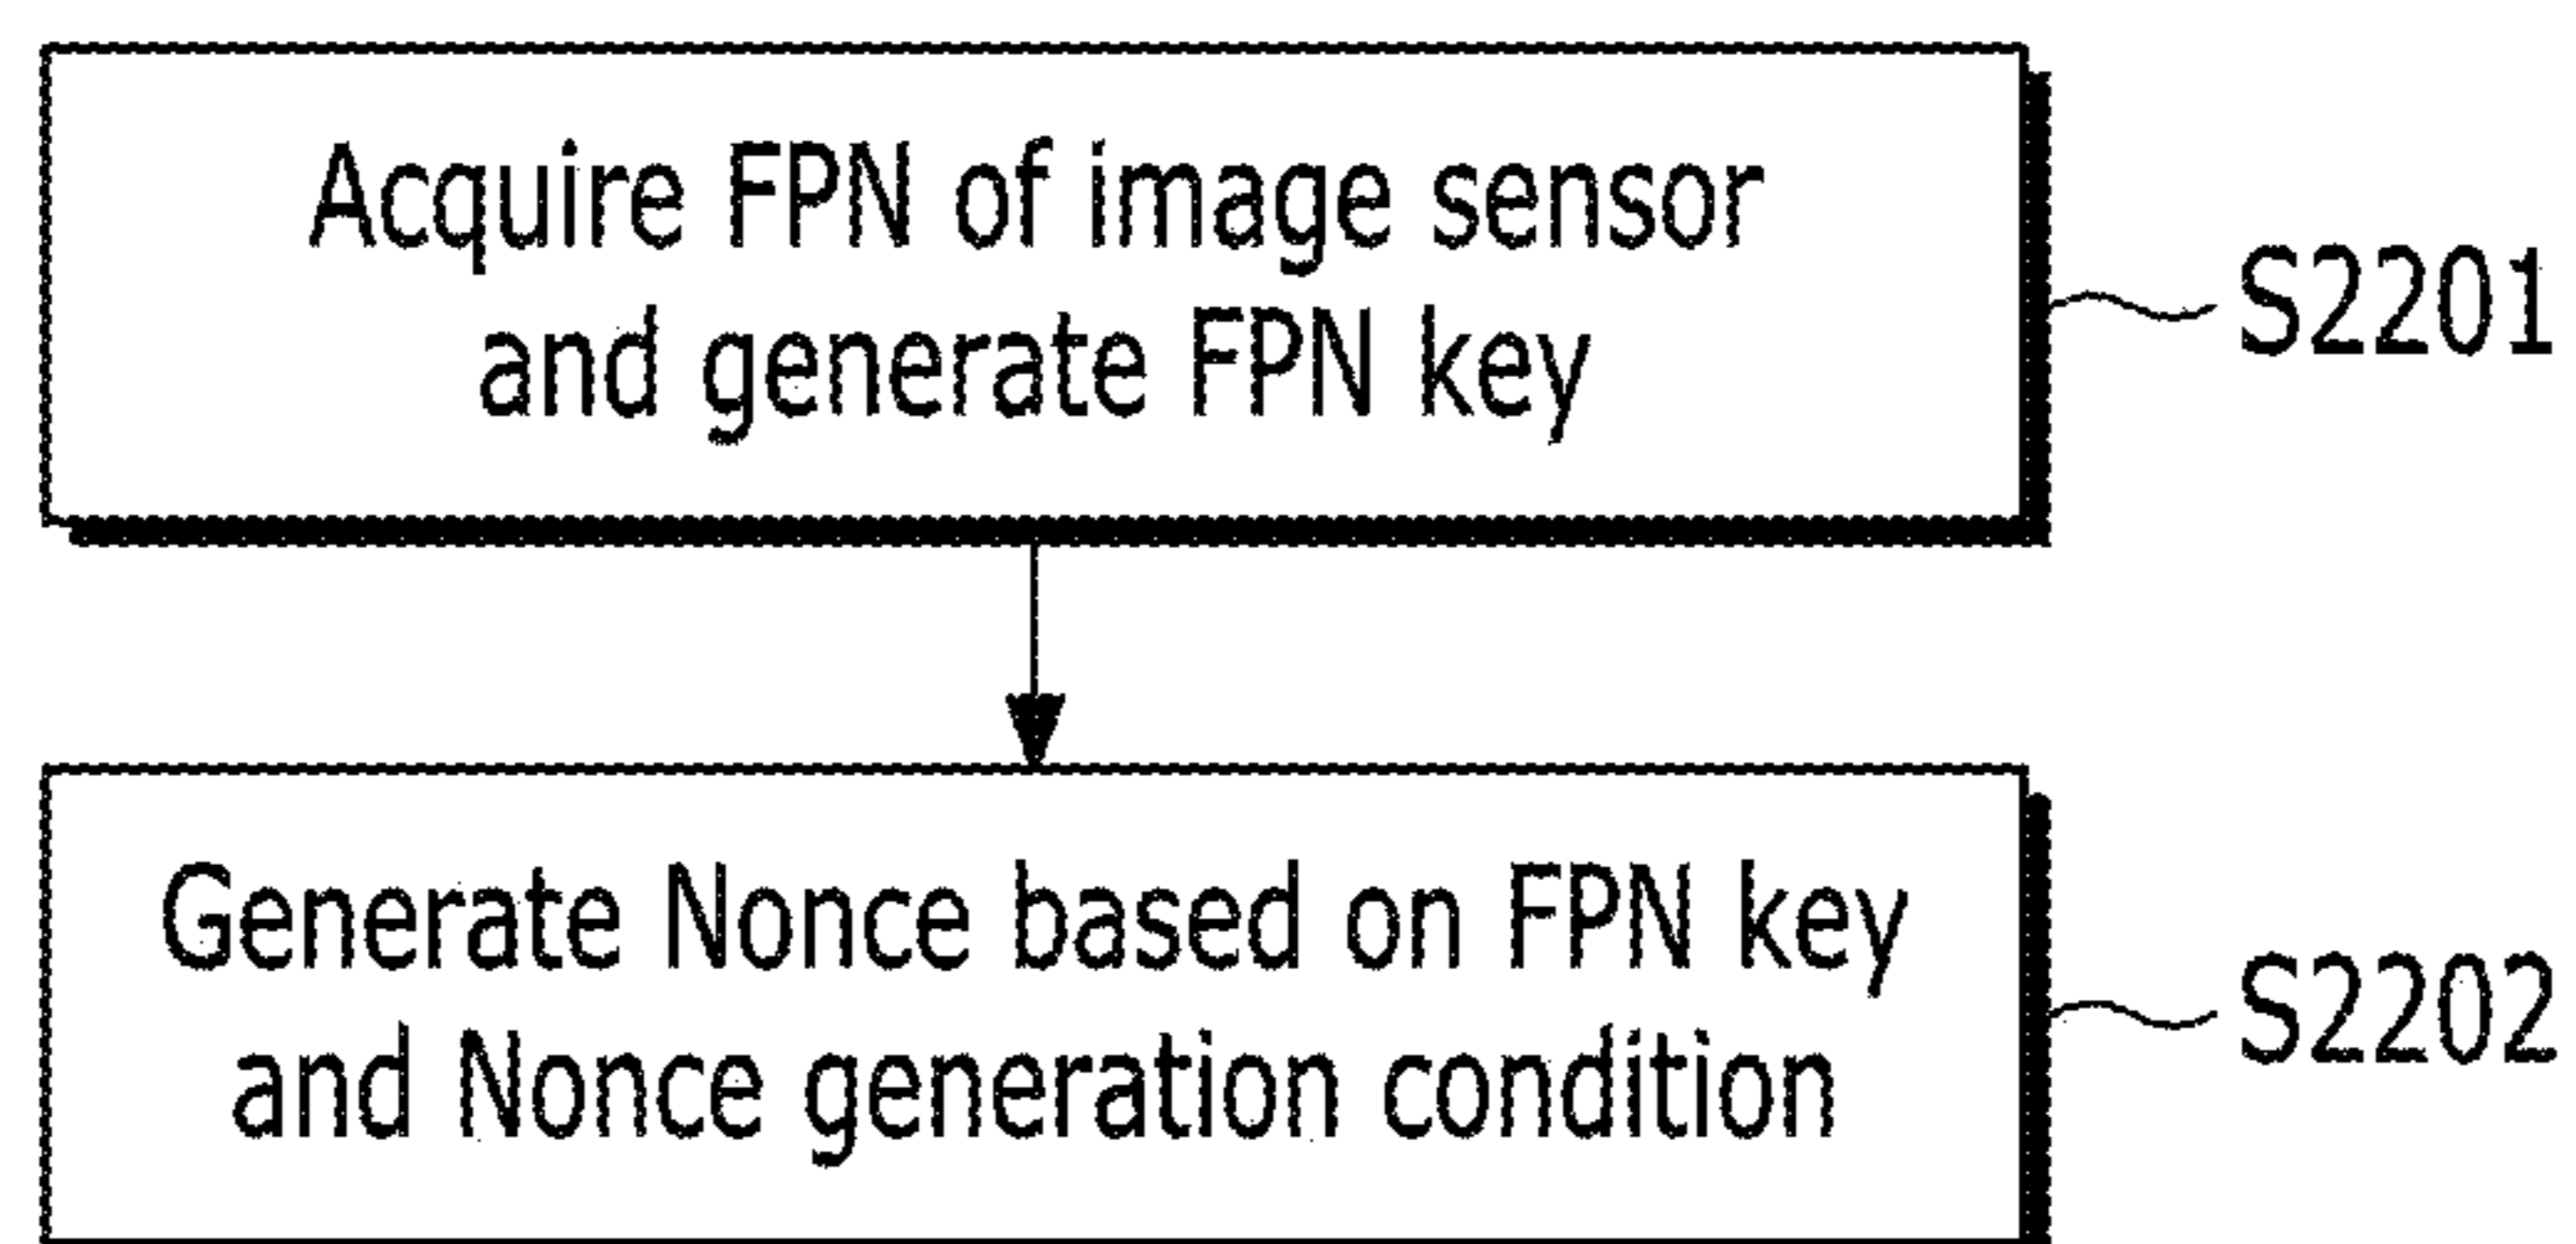 Acquire FPN of image sensor
and generate FPN key
S2201
Generate Nonce based on FPN key
and Nonce generation condition
S2202